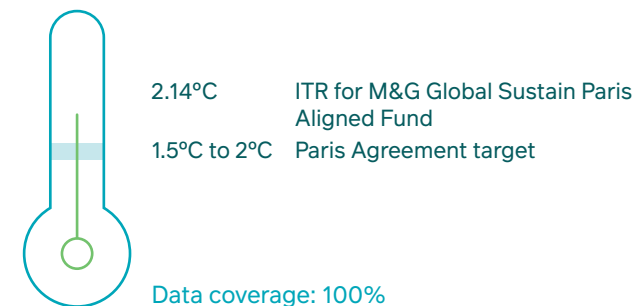 2.14°C ITR for M&G Global Sustain Paris
Aligned Fund
1.5°C to 2°C Paris Agreement target
Data coverage: 100%